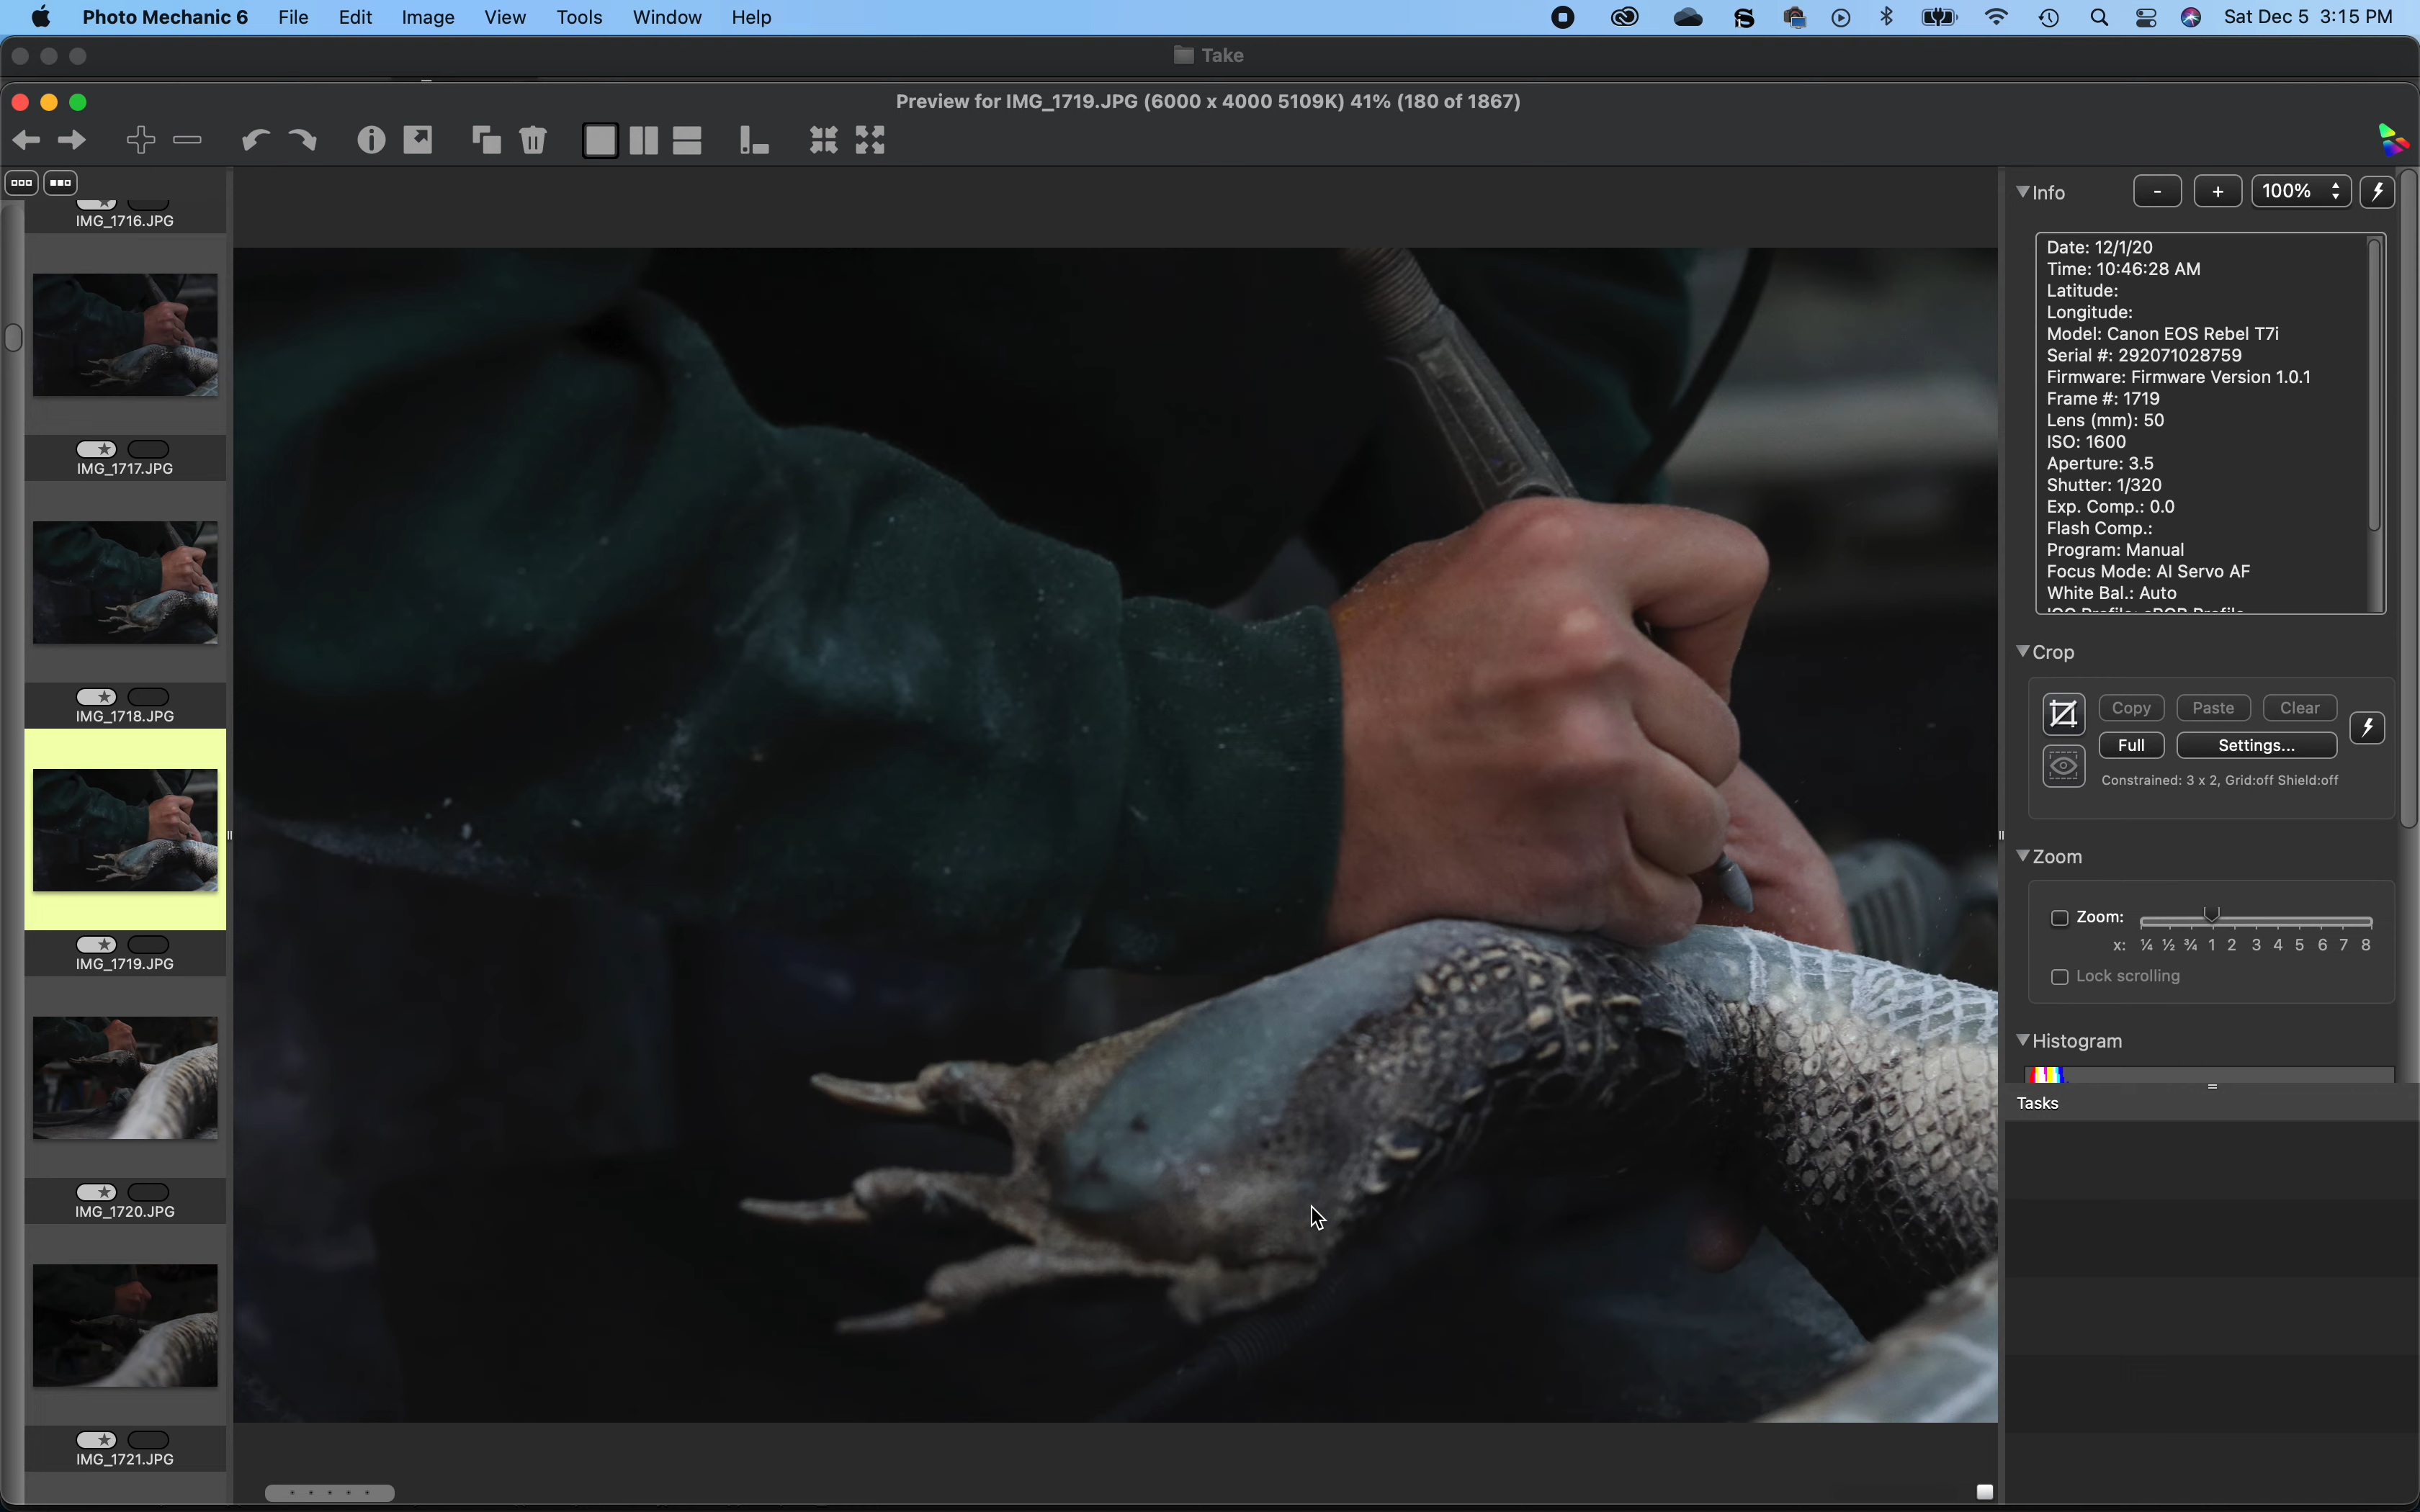 Photo Mechanic 6 File Edit Image View Tools Window Help Sat Dec 5 3:15 PM
Take
Preview for IMG_1719.JPG (6000 x 4000 5109K) 41% (180 of 1867)
IMG_1716.JPG
IMG_1717.JPG
IMG_1718.JPG
IMG_1719.JPG
IMG_1720.JPG
IMG_1721.JPG
Info - + 100%
Date: 12/1/20
Time: 10:46:28 AM
Latitude:
Longitude:
Model: Canon EOS Rebel T7i
Serial #: 292071028759
Firmware: Firmware Version 1.0.1
Frame #: 1719
Lens (mm): 50
ISO: 1600
Aperture: 3.5
Shutter: 1/320
Exp. Comp.: 0.0
Flash Comp.:
Program: Manual
Focus Mode: AI Servo AF
White Bal.: Auto
Crop
Copy Paste Clear
Full Settings...
Constrained: 3 x 2, Grid:off Shield:off
Zoom
Zoom:
x: ¼ ½ ¾ 1 2 3 4 5 6 7 8
Lock scrolling
Histogram
Tasks